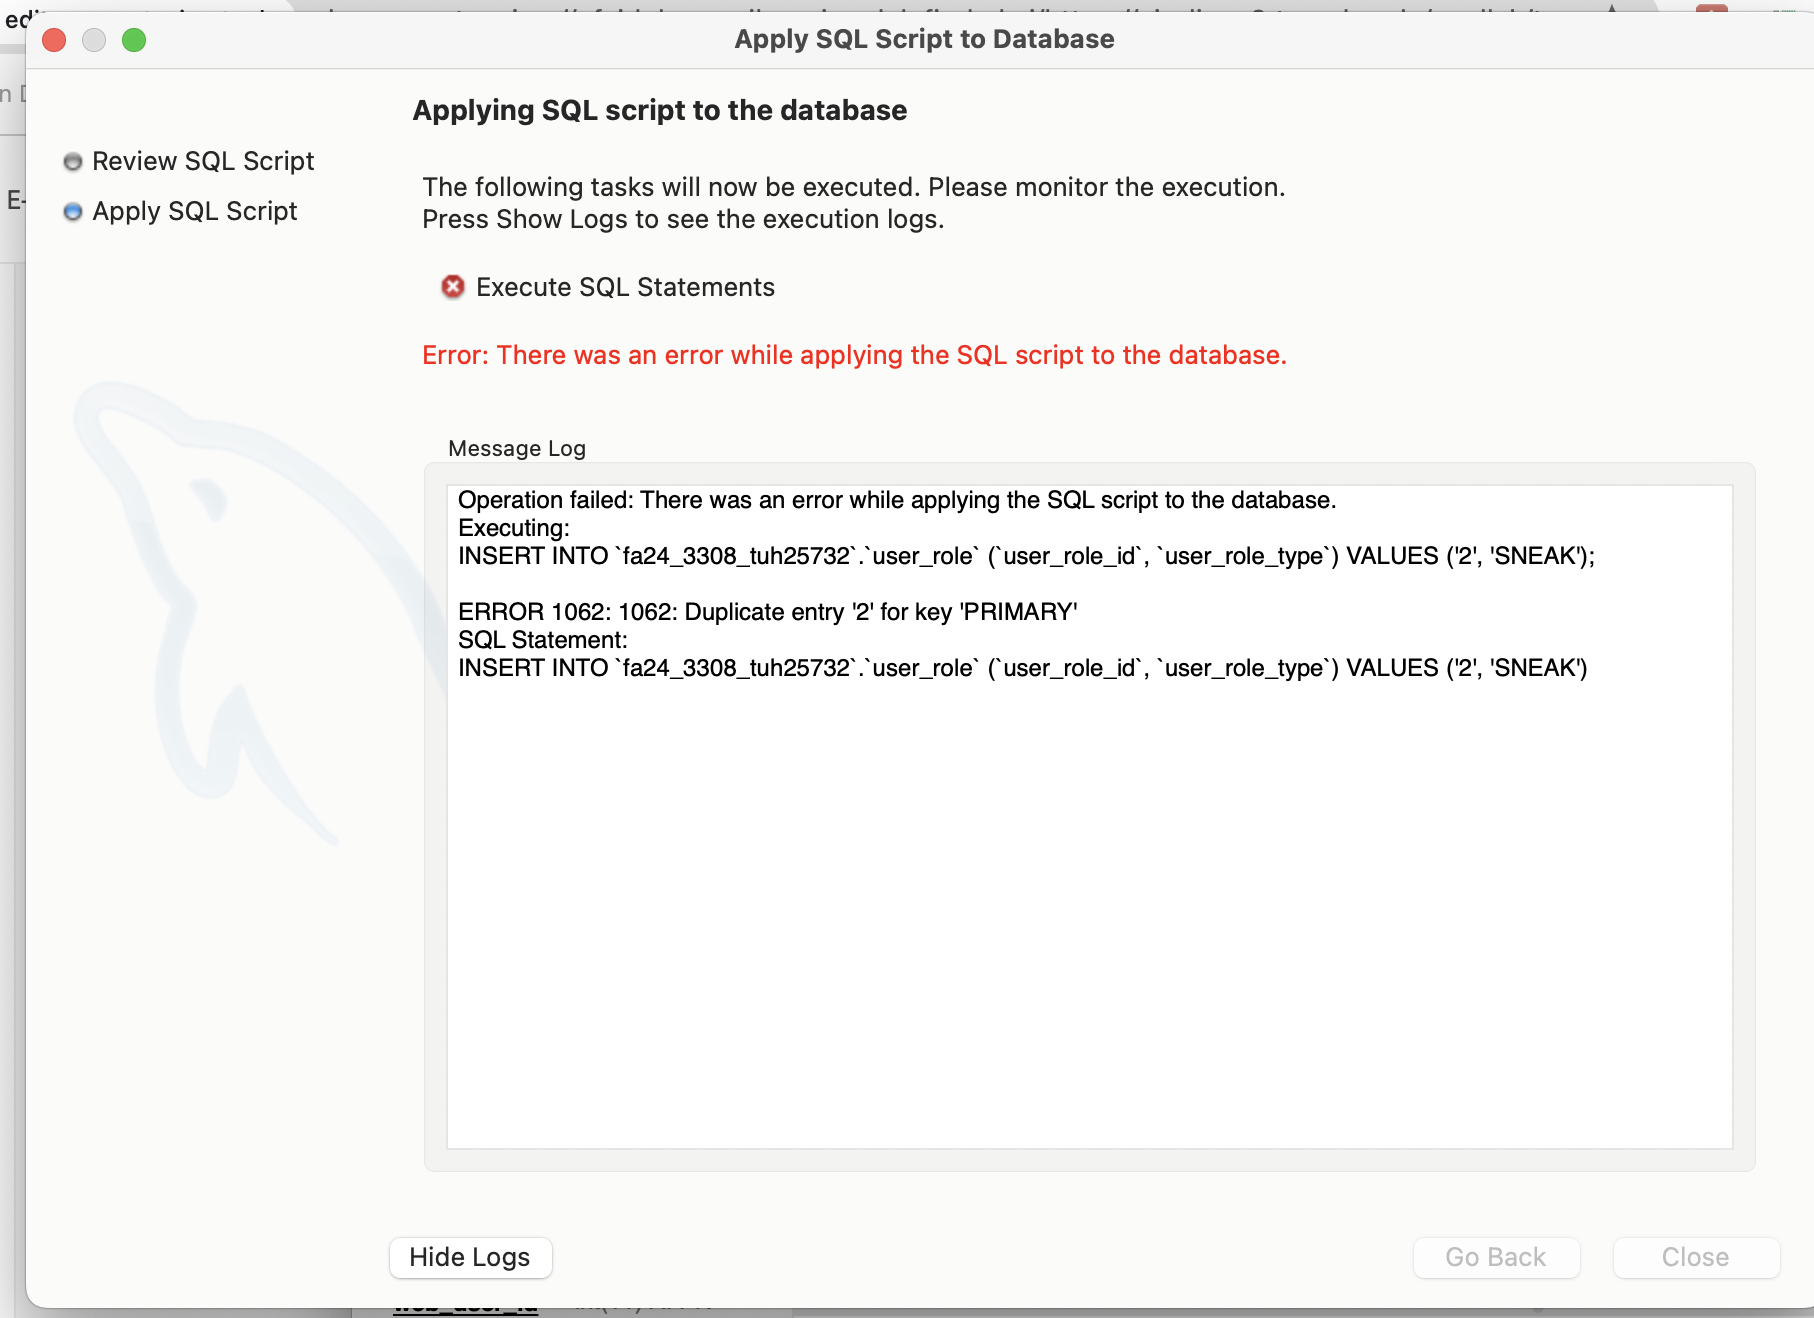 Apply SQL Script to Database
Applying SQL script to the database
Review SQL Script
Apply SQL Script
The following tasks will now be executed. Please monitor the execution.
Press Show Logs to see the execution logs.
Execute SQL Statements
Error: There was an error while applying the SQL script to the database.
Message Log
Operation failed: There was an error while applying the SQL script to the database.
Executing:
INSERT INTO `fa24_3308_tuh25732`.`user_role` (`user_role_id`, `user_role_type`) VALUES ('2', 'SNEAK');
ERROR 1062: 1062: Duplicate entry '2' for key 'PRIMARY'
SQL Statement:
INSERT INTO `fa24_3308_tuh25732`.`user_role` (`user_role_id`, `user_role_type`) VALUES ('2', 'SNEAK')
Hide Logs
Go Back
Close
E-
web_user_id